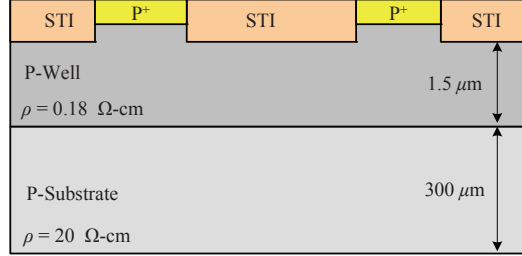 STI P⁺ STI P⁺ STI
P-Well
1.5 μm
ρ = 0.18 Ω-cm
P-Substrate
300 μm
ρ = 20 Ω-cm